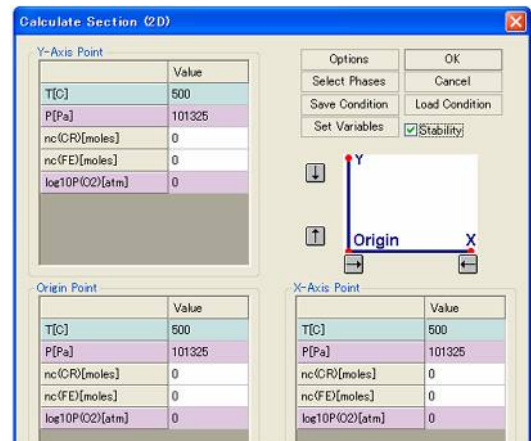 Calculate Section (2D)
Y-Axis Point
Value
T[C] 500
P[Pa] 101325
nc(CR)[moles] 0
nc(FE)[moles] 0
log10P(O2)[atm] 0
Options OK
Select Phases Cancel
Save Condition Load Condition
Set Variables Stability
Y
Origin X
Origin Point
Value
T[C] 500
P[Pa] 101325
nc(CR)[moles] 0
nc(FE)[moles] 0
log10P(O2)[atm] 0
X-Axis Point
Value
T[C] 500
P[Pa] 101325
nc(CR)[moles] 0
nc(FE)[moles] 0
log10P(O2)[atm] 0